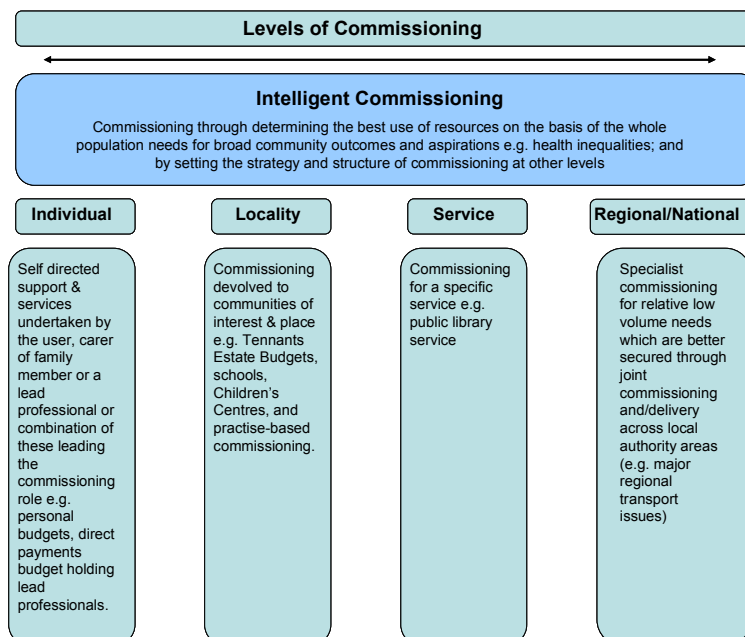 Levels of Commissioning
Intelligent Commissioning
Commissioning through determining the best use of resources on the basis of the whole
population needs for broad community outcomes and aspirations e.g. health inequalities; and
by setting the strategy and structure of commissioning at other levels
Individual
Self directed
support &
services
undertaken by
the user, carer
of family
member or a
lead
professional or
combination of
these leading
the
commissioning
role e.g.
personal
budgets, direct
payments
budget holding
lead
professionals.
Locality
Commissioning
devolved to
communities of
interest & place
e.g. Tennants
Estate Budgets,
schools,
Children's
Centres, and
practise-based
commissioning.
Service
Commissioning
for a specific
service e.g.
public library
service
Regional/National
Specialist
commissioning
for relative low
volume needs
which are better
secured through
joint
commissioning
and/delivery
across local
authority areas
(e.g. major
regional
transport
issues)